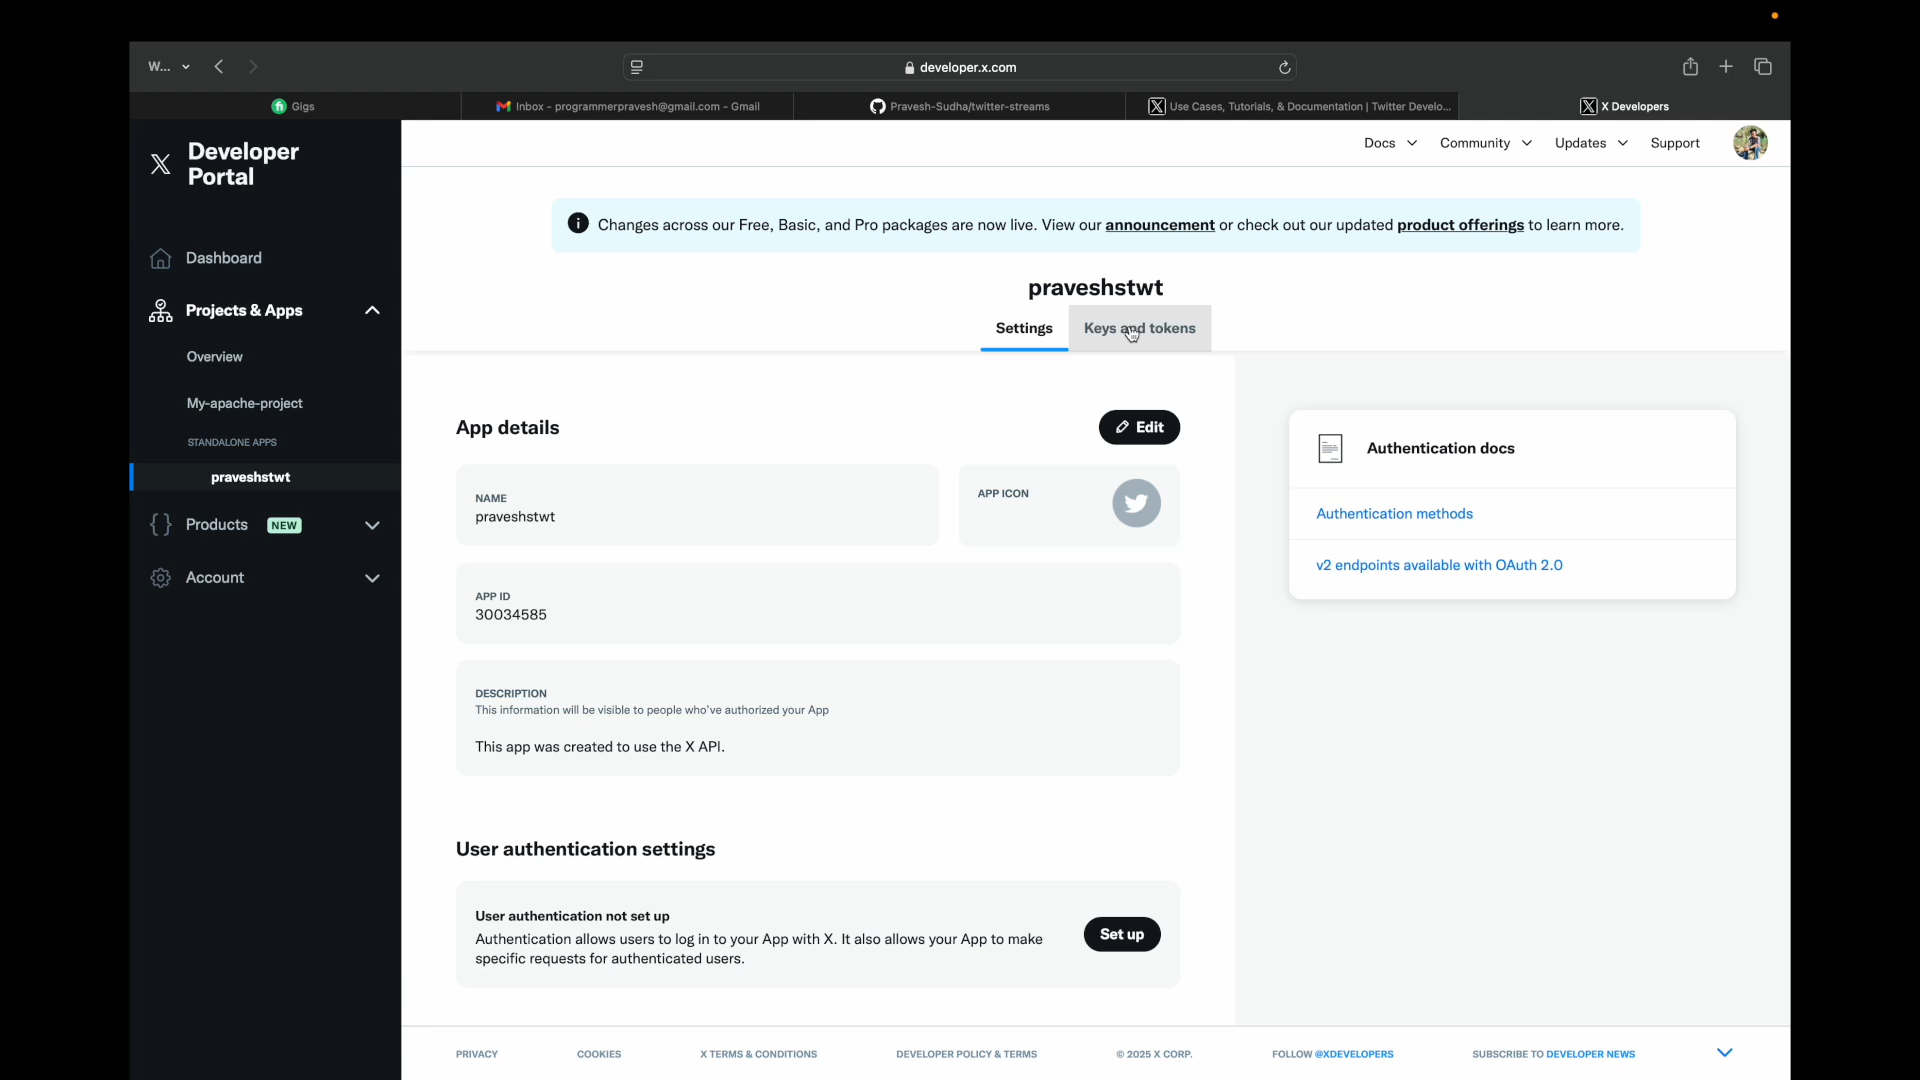 W...
developer.x.com
Gigs
Inbox - programmerpravesh@gmail.com - Gmail
Pravesh-Sudha/twitter-streams
Use Cases, Tutorials, & Documentation | Twitter Develo...
X Developers
Developer
Portal
Docs
Community
Updates
Support
Changes across our Free, Basic, and Pro packages are now live. View our announcement or check out our updated product offerings to learn more.
Dashboard
Projects & Apps
Overview
My-apache-project
STANDALONE APPS
praveshstwt
Products NEW
Account
praveshstwt
Settings
Keys and tokens
App details
Edit
NAME
praveshstwt
APP ICON
APP ID
30034585
DESCRIPTION
This information will be visible to people who've authorized your App
This app was created to use the X API.
Authentication docs
Authentication methods
v2 endpoints available with OAuth 2.0
User authentication settings
User authentication not set up
Authentication allows users to log in to your App with X. It also allows your App to make
specific requests for authenticated users.
Set up
PRIVACY
COOKIES
X TERMS & CONDITIONS
DEVELOPER POLICY & TERMS
© 2025 X CORP.
FOLLOW @XDEVELOPERS
SUBSCRIBE TO DEVELOPER NEWS